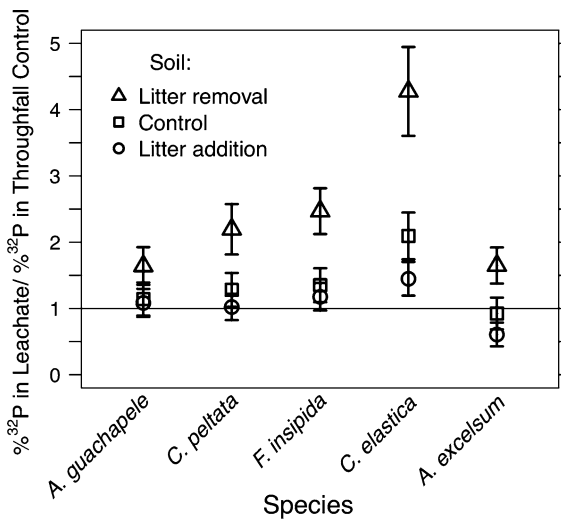 %³²P in Leachate/ %³²P in Throughfall Control
5
4
3
2
1
0
Soil:
Litter removal
Control
Litter addition
A. guachapele
C. peltata
F. insipida
C. elastica
A. excelsum
Species